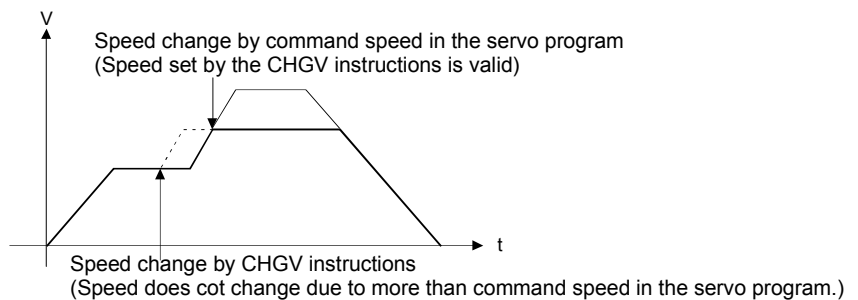 V
Speed change by command speed in the servo program
(Speed set by the CHGV instructions is valid)
t
Speed change by CHGV instructions
(Speed does cot change due to more than command speed in the servo program.)